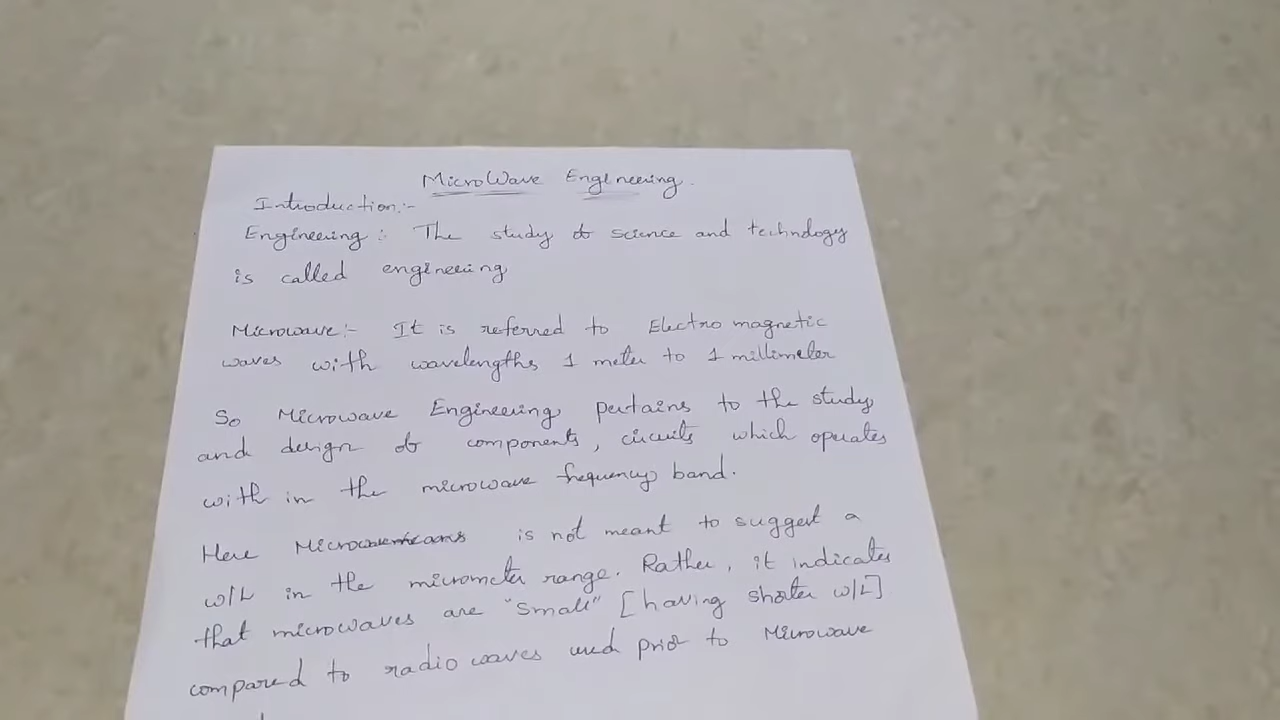 MicroWave Engineering.
Introduction:-
Engineering: The study of science and technology
is called engineering
Microwave:- It is referred to Electro magnetic
waves with wavelengths 1 meter to 1 millimeter
So Microwave Engineering pertains to the study
and design of components, circuits which operates
with in the microwave frequency band.
Here Micro is not meant to suggest a
w/L in the micrometer range. Rather, it indicates
that microwaves are "small" [having shorter w/L]
compared to radio waves used prior to Microwave